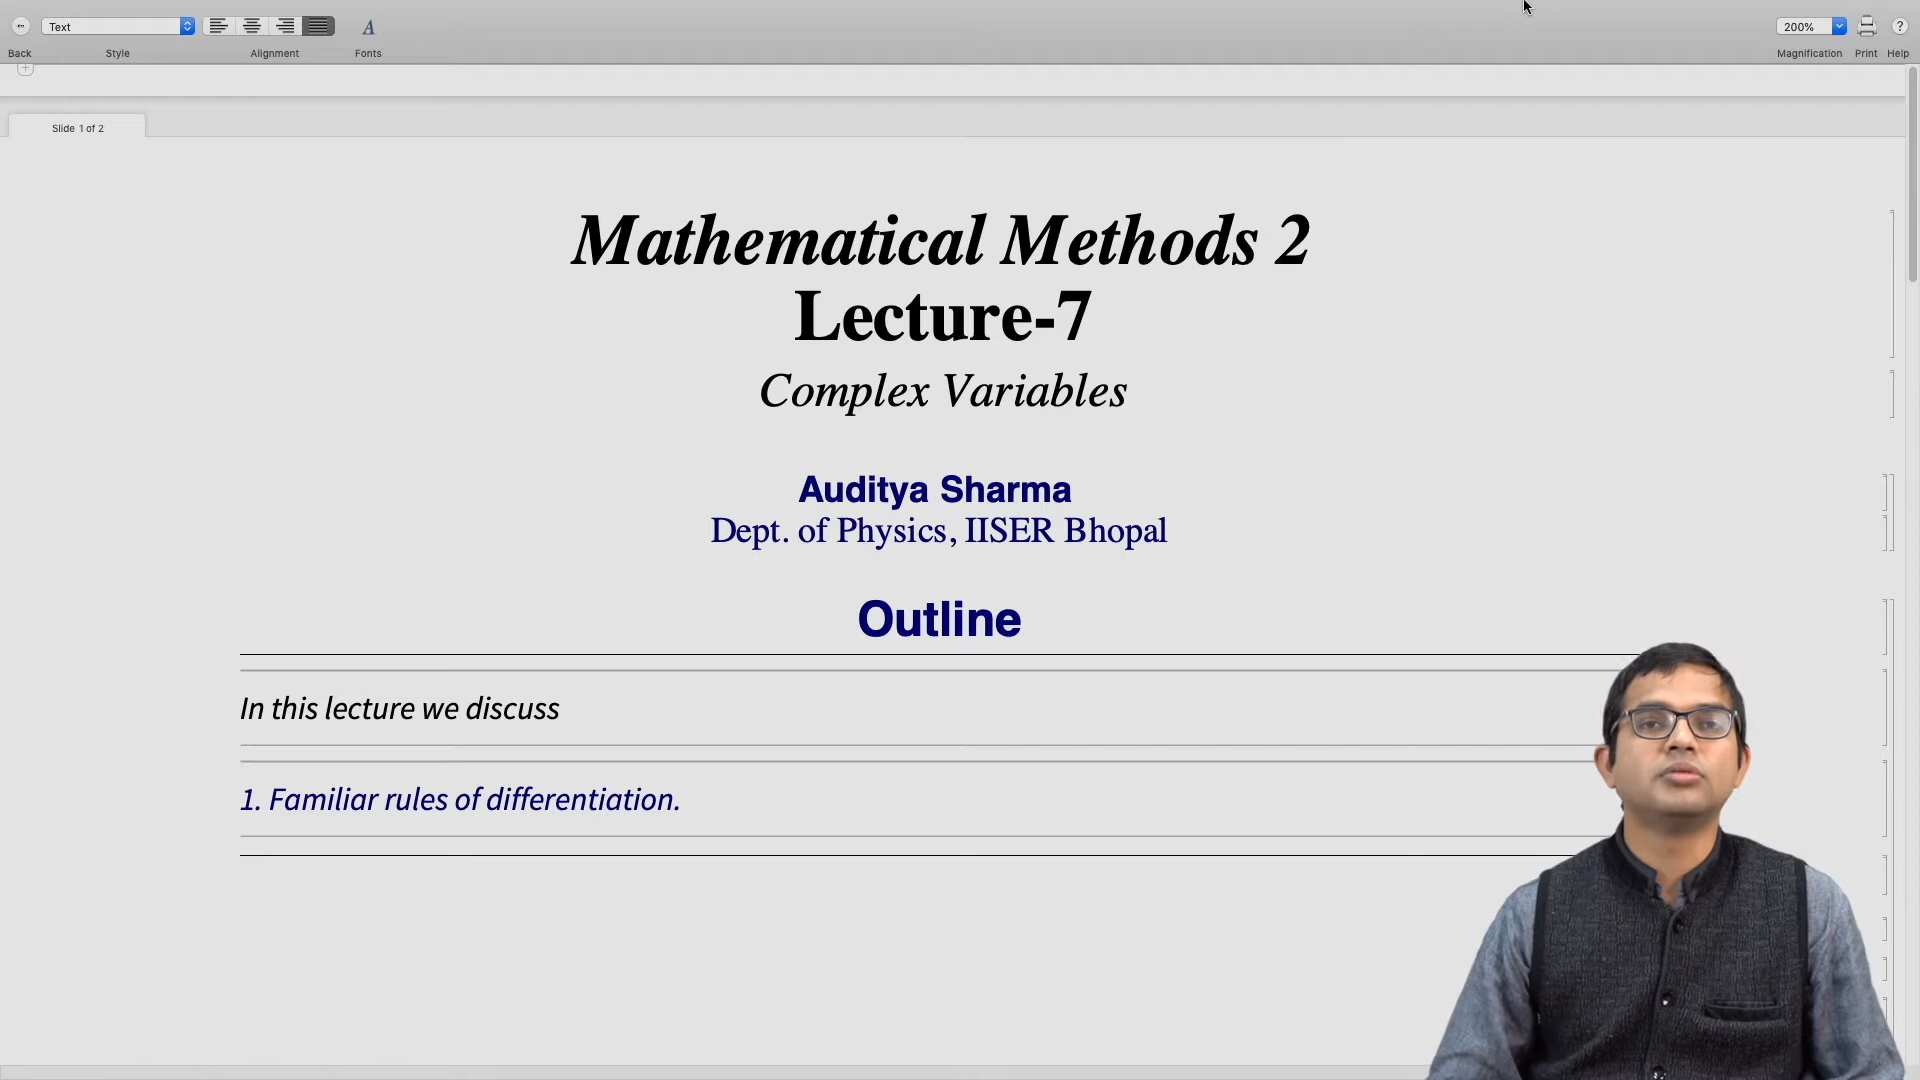 Text
200%
Back
Style
Alignment
Fonts
Magnification
Print
Help
Slide 1 of 2
Mathematical Methods 2
Lecture-7
Complex Variables
Auditya Sharma
Dept. of Physics, IISER Bhopal
Outline
In this lecture we discuss
1. Familiar rules of differentiation.